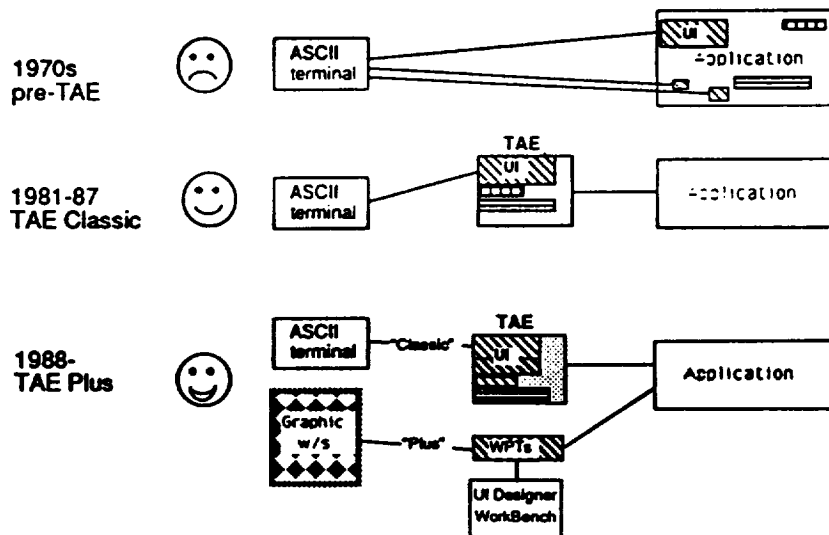 1970s
pre-TAE
ASCII
terminal
UI
Application
1981-87
TAE Classic
ASCII
terminal
TAE
UI
Application
1988-
TAE Plus
ASCII
terminal
"Classic"
TAE
UI
Application
Graphic
w/s
"Plus"
WPTs
UI Designer
WorkBench